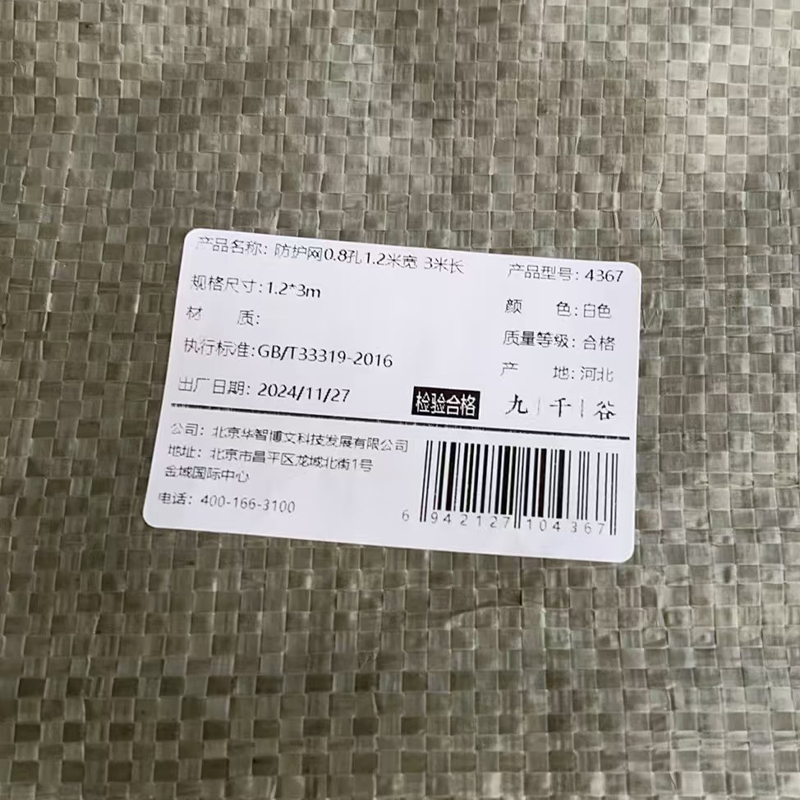 产品名称: 防护网0.8孔1.2米宽 3米长
产品型号: 4367
规格尺寸: 1.2*3m
颜 色: 白色
材 质:
质量等级: 合格
执行标准: GB/T33319-2016
产 地: 河北
出厂日期: 2024/11/27
检验合格
九|千|谷
公司: 北京华智博文科技发展有限公司
地址: 北京市昌平区龙城北街1号
金城国际中心
电话: 400-166-3100
6 942127 104367